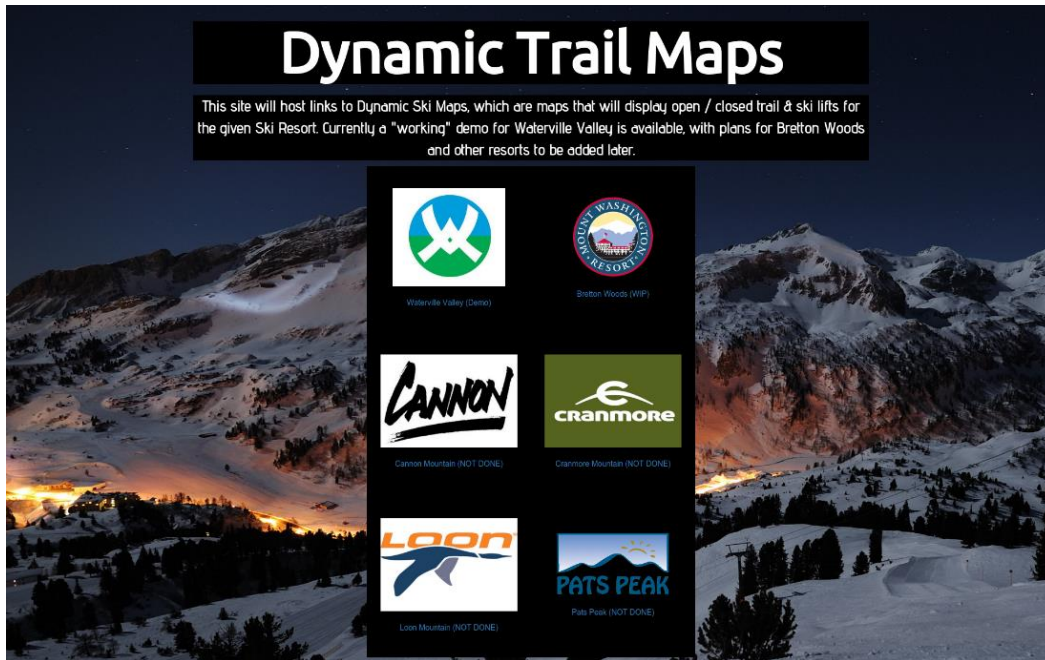 Dynamic Trail Maps
This site will host links to Dynamic Ski Maps, which are maps that will display open / closed trail & ski lifts for
the given Ski Resort. Currently a "working" demo for Waterville Valley is available, with plans for Bretton Woods
and other resorts to be added later.
MOUNT WASHINGTON
• RESORT •
Waterville Valley (Demo)
Bretton Woods (WIP)
CANNON
CRANMORE
Cannon Mountain (NOT DONE)
Cranmore Mountain (NOT DONE)
LOON
PATS PEAK
Loon Mountain (NOT DONE)
Pats Peak (NOT DONE)